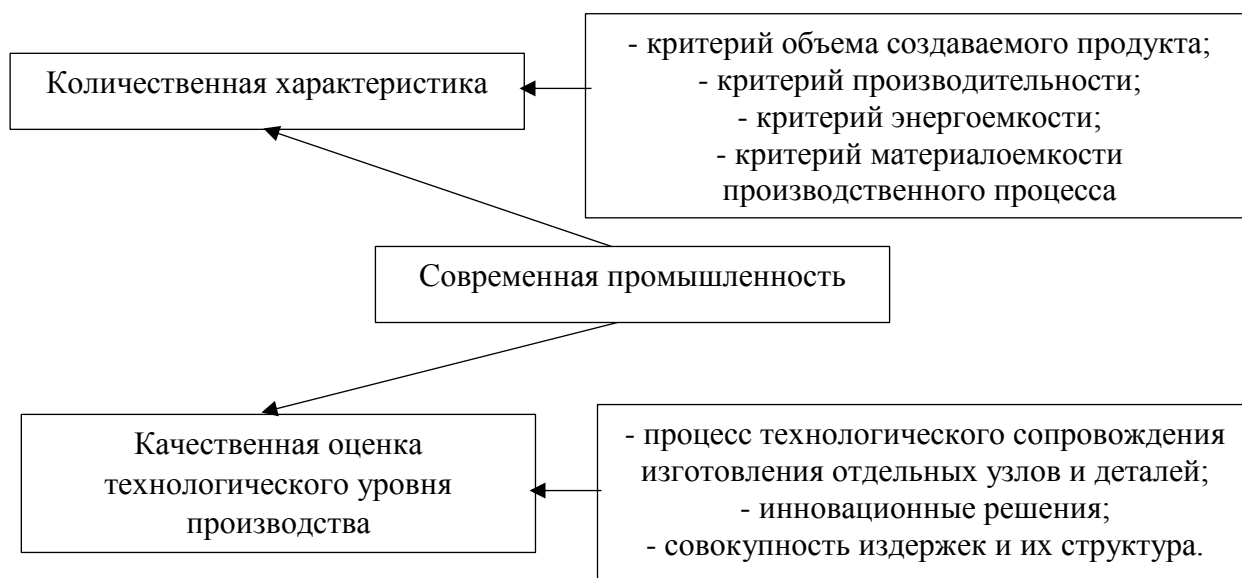 Количественная характеристика
- критерий объема создаваемого продукта;
- критерий производительности;
- критерий энергоемкости;
- критерий материалоемкости
производственного процесса
Современная промышленность
Качественная оценка
технологического уровня
производства
- процесс технологического сопровождения
изготовления отдельных узлов и деталей;
- инновационные решения;
- совокупность издержек и их структура.